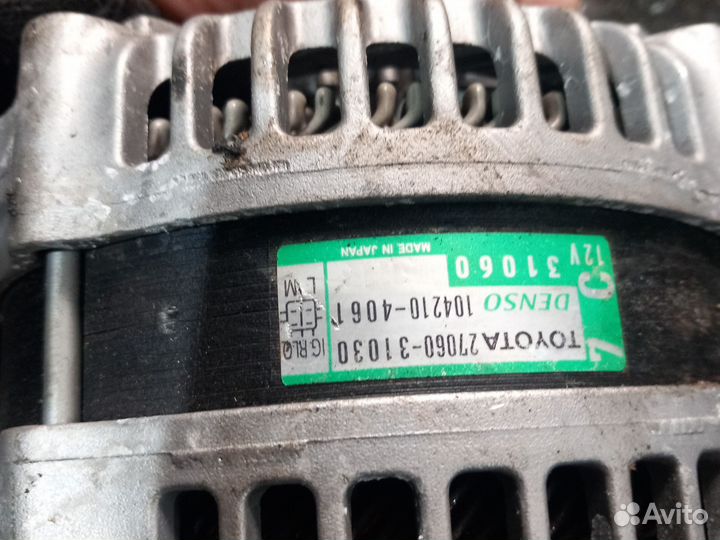 TOYOTA 27060-31030
DENSO 104210-4061
12V 31060
MADE IN JAPAN
IG RLO
L M
Avito